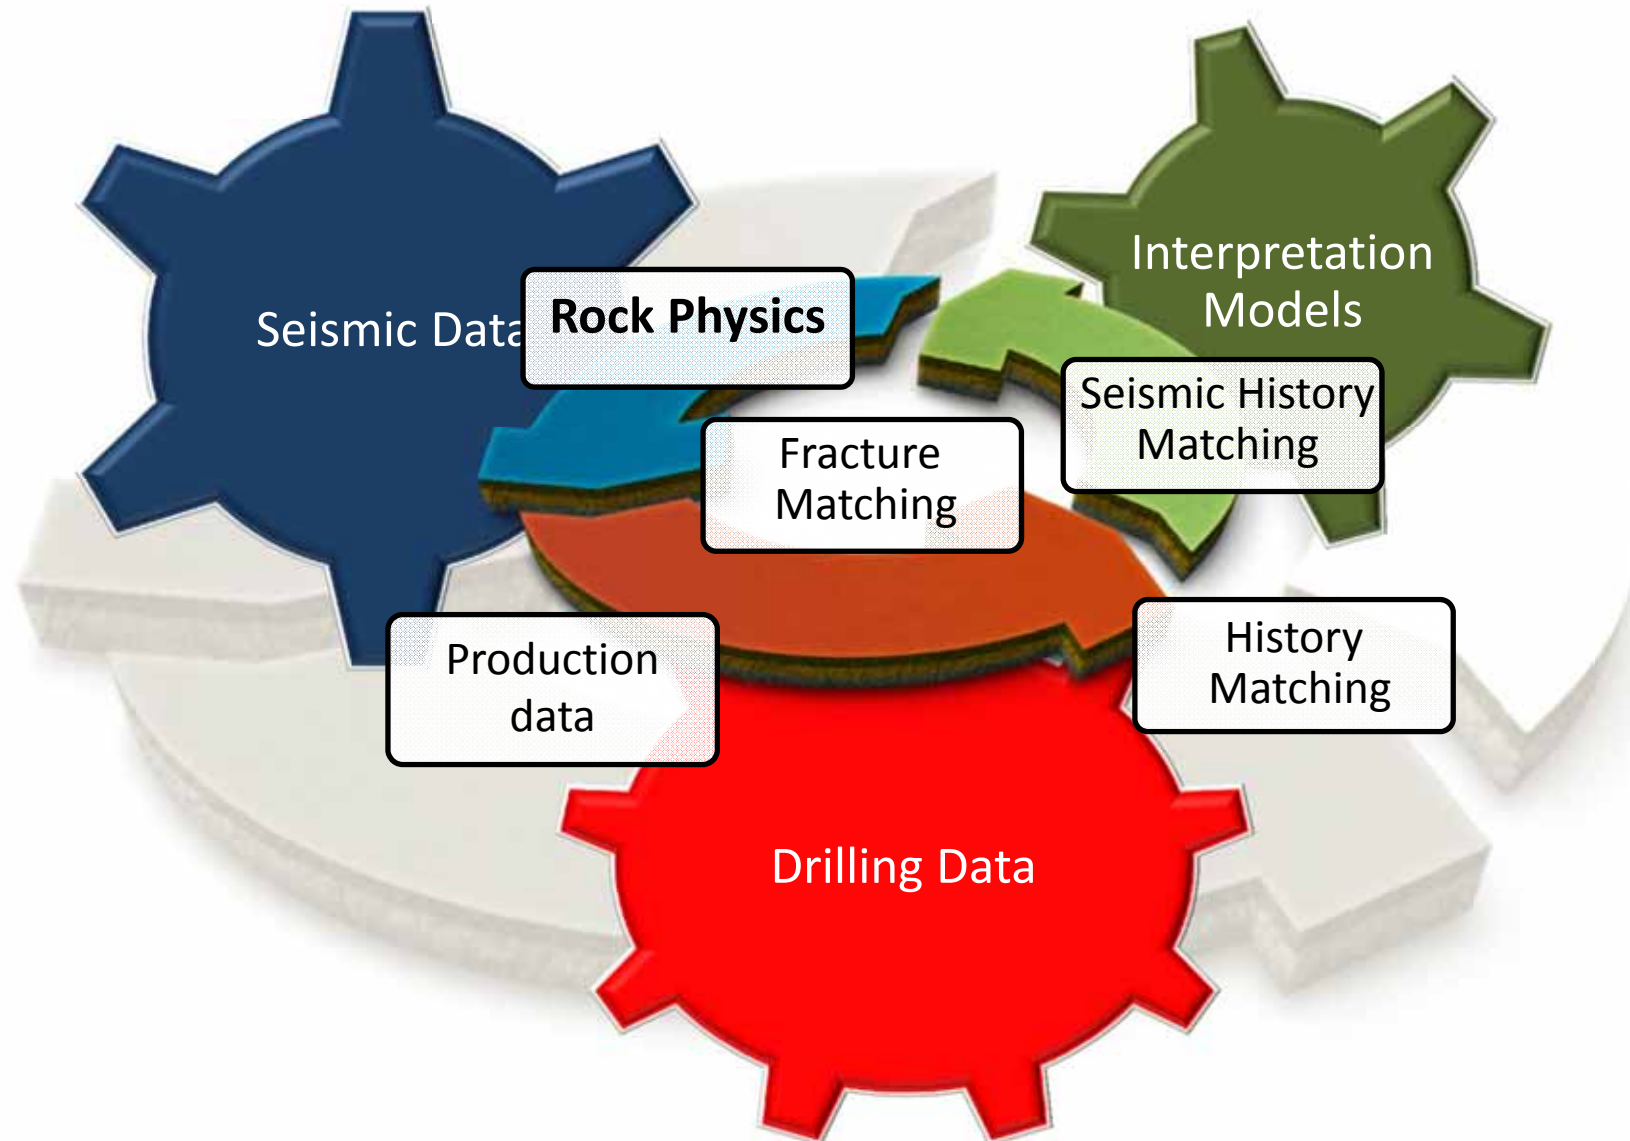 Interpretation
Models
Seismic Data
Rock Physics
Seismic History
Matching
Fracture
Matching
Production
data
History
Matching
Drilling Data